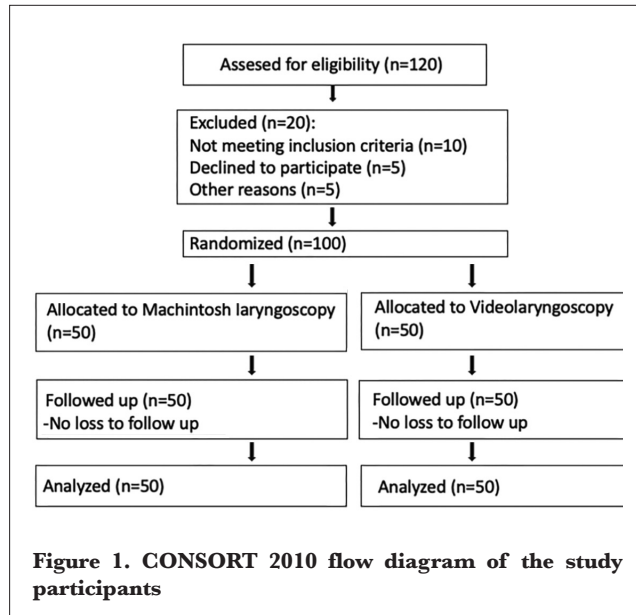 Assesed for eligibility (n=120)
Excluded (n=20):
Not meeting inclusion criteria (n=10)
Declined to participate (n=5)
Other reasons (n=5)
Randomized (n=100)
Allocated to Machintosh laryngoscopy
(n=50)
Allocated to Videolaryngoscopy
(n=50)
Followed up (n=50)
-No loss to follow up
Followed up (n=50)
-No loss to follow up
Analyzed (n=50)
Analyzed (n=50)
Figure 1. CONSORT 2010 flow diagram of the study
participants